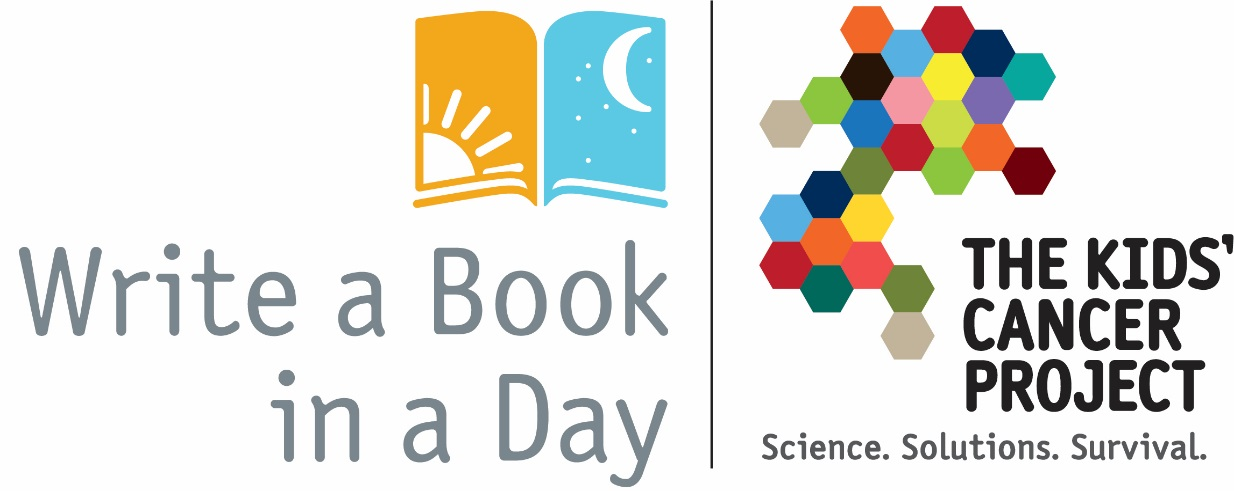 Write a Book
in a Day
THE KIDS'
CANCER
PROJECT
Science. Solutions. Survival.